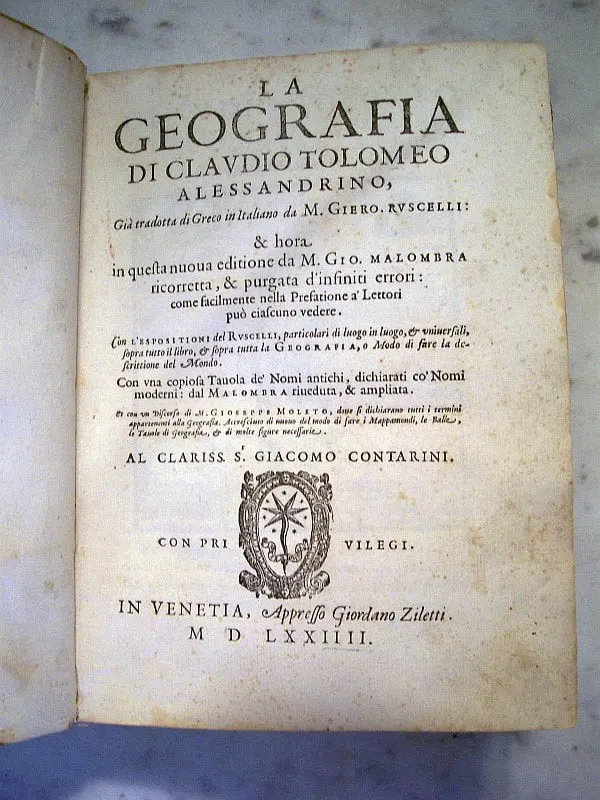 LA
GEOGRAFIA
DI CLAVDIO TOLOMEO
ALESSANDRINO,
Già tradotta di Greco in Italiano da M. GIERO. RVSCELLI:
& hora
in questa nuoua editione da M. GIO. MALOMBRA
ricorretta, & purgata d'infiniti errori:
come facilmente nella Prefatione a' Lettori
può ciascuno vedere.
Con L'ESPOSITIONI del RVSCELLI, particolari di luogo in luogo, & vniuersali,
sopra tutto il libro, & sopra tutta la GEOGRAFIA, o Modo di fare la de-
scrittione del Mondo.
Con vna copiosa Tauola de' Nomi antichi, dichiarati co' Nomi
moderni: dal MALOMBRA riueduta, & ampliata.
Et con vn Discorso di M. GIOSEPPE MOLETO, doue si dichiarano tutti i termini
appartenenti alla Geografia. Accresciuto di nuouo del modo di fare i Mappamondi, le Balle,
le Tauole di Geografia, & di molte figure necessarie.
AL CLARISS. S. GIACOMO CONTARINI.
CON PRI VILEGI.
IN VENETIA, Appresso Giordano Ziletti.
M D LXXIIII.